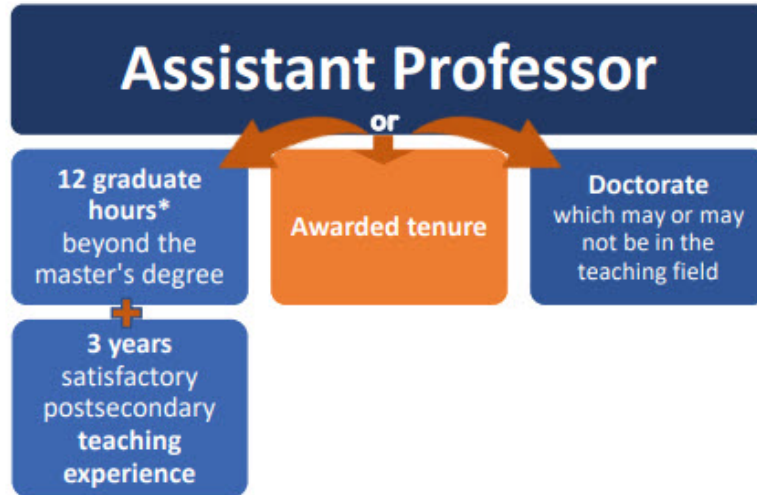 Assistant Professor
or
12 graduate
hours*
beyond the
master's degree
3 years
satisfactory
postsecondary
teaching
experience
Awarded tenure
Doctorate
which may or may
not be in the
teaching field